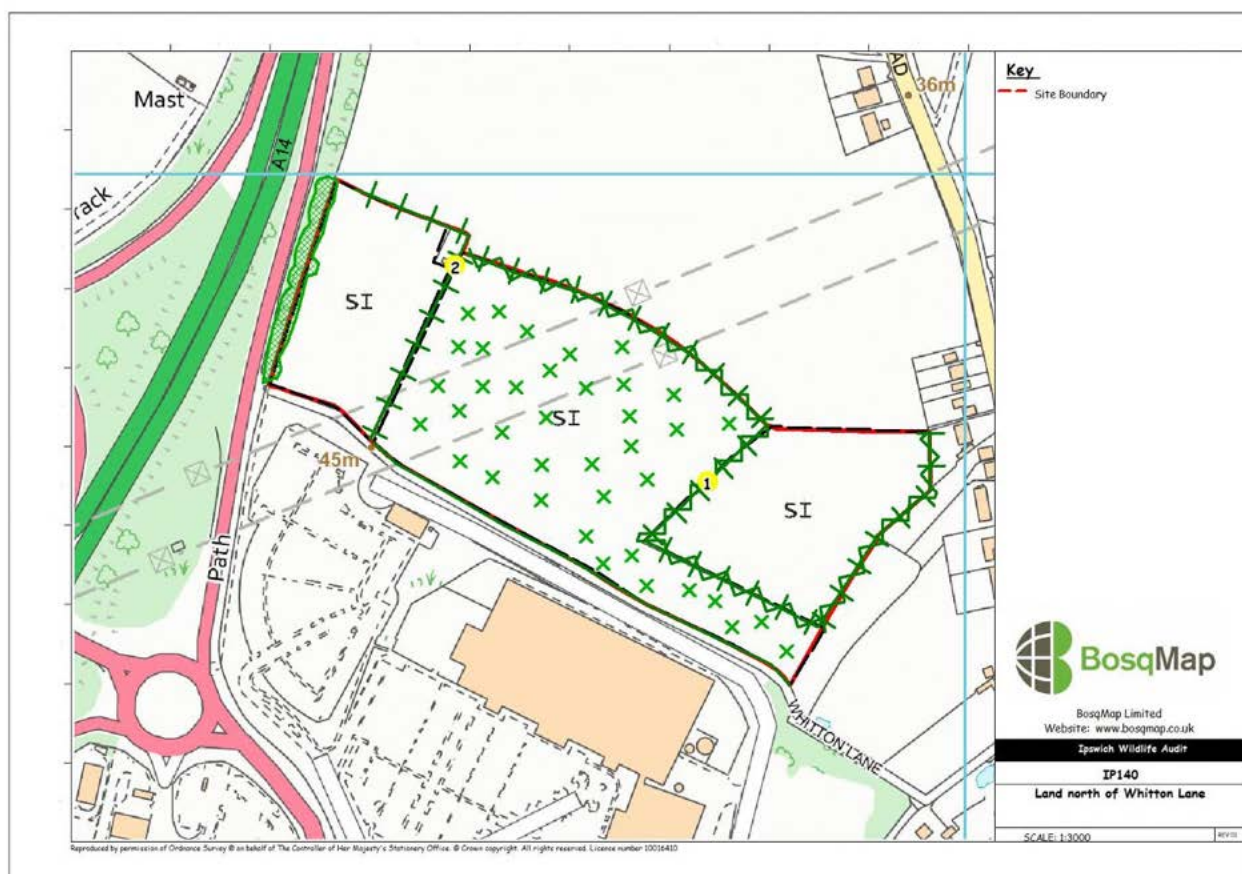 Mast
A14
rack
AD
36m
2
SI
SI
1
SI
45m
Path
WHITTON LANE
Key
Site Boundary
BosqMap
BosqMap Limited
Website: www.bosqmap.co.uk
Ipswich Wildlife Audit
IP140
Land north of Whitton Lane
SCALE: 1:3000
Reproduced by permission of Ordnance Survey © on behalf of The Controller of Her Majesty's Stationery Office. © Crown copyright. All rights reserved. Licence number 10016410